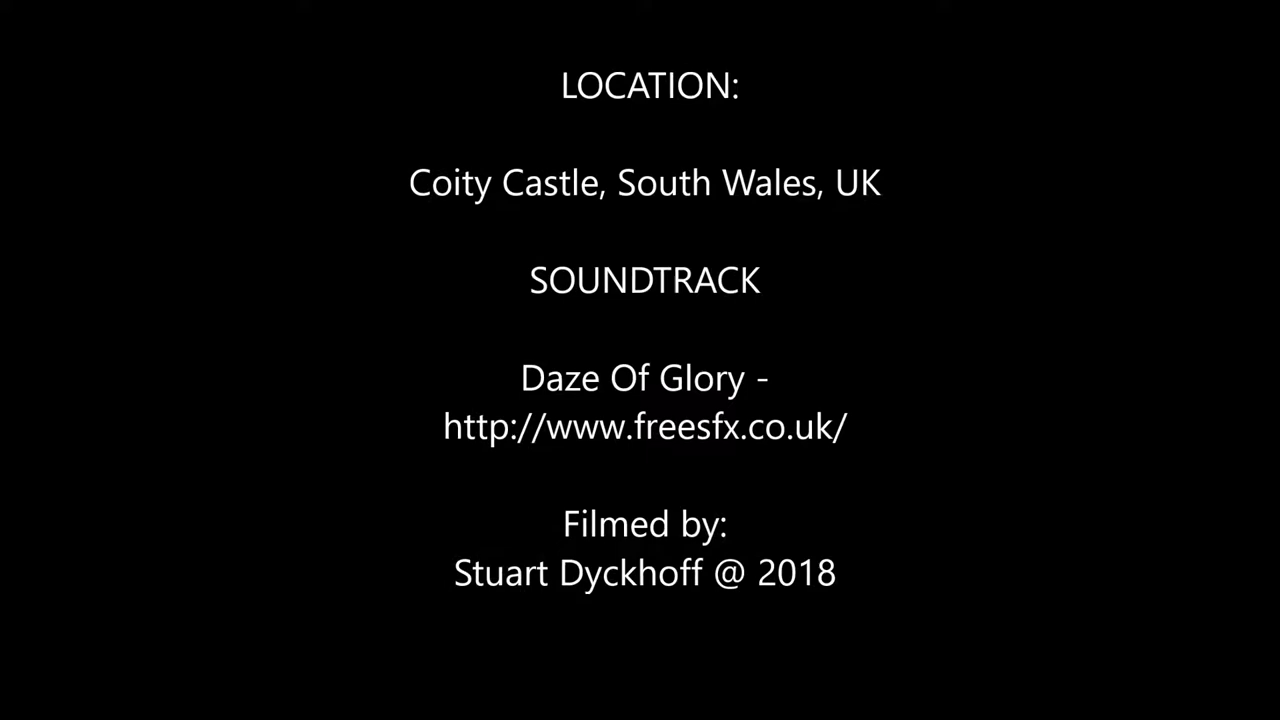 LOCATION:
Coity Castle, South Wales, UK
SOUNDTRACK
Daze Of Glory -
http://www.freesfx.co.uk/
Filmed by:
Stuart Dyckhoff @ 2018